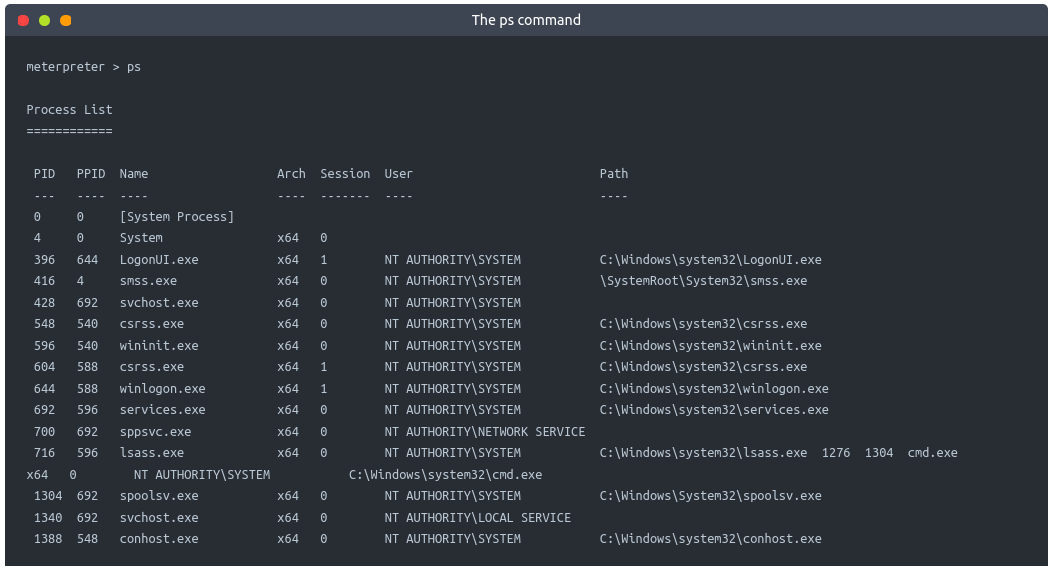 The ps command
meterpreter > ps
Process List
============
PID   PPID  Name                  Arch  Session  User                          Path
---   ----  ----                  ----  -------  ----                          ----
0     0     [System Process]
4     0     System                x64   0
396   644   LogonUI.exe           x64   1        NT AUTHORITY\SYSTEM           C:\Windows\system32\LogonUI.exe
416   4     smss.exe              x64   0        NT AUTHORITY\SYSTEM           \SystemRoot\System32\smss.exe
428   692   svchost.exe           x64   0        NT AUTHORITY\SYSTEM
548   540   csrss.exe             x64   0        NT AUTHORITY\SYSTEM           C:\Windows\system32\csrss.exe
596   540   wininit.exe           x64   0        NT AUTHORITY\SYSTEM           C:\Windows\system32\wininit.exe
604   588   csrss.exe             x64   1        NT AUTHORITY\SYSTEM           C:\Windows\system32\csrss.exe
644   588   winlogon.exe          x64   1        NT AUTHORITY\SYSTEM           C:\Windows\system32\winlogon.exe
692   596   services.exe          x64   0        NT AUTHORITY\SYSTEM           C:\Windows\system32\services.exe
700   692   sppsvc.exe            x64   0        NT AUTHORITY\NETWORK SERVICE
716   596   lsass.exe             x64   0        NT AUTHORITY\SYSTEM           C:\Windows\system32\lsass.exe  1276  1304  cmd.exe
x64   0        NT AUTHORITY\SYSTEM           C:\Windows\system32\cmd.exe
1304  692   spoolsv.exe           x64   0        NT AUTHORITY\SYSTEM           C:\Windows\System32\spoolsv.exe
1340  692   svchost.exe           x64   0        NT AUTHORITY\LOCAL SERVICE
1388  548   conhost.exe           x64   0        NT AUTHORITY\SYSTEM           C:\Windows\system32\conhost.exe